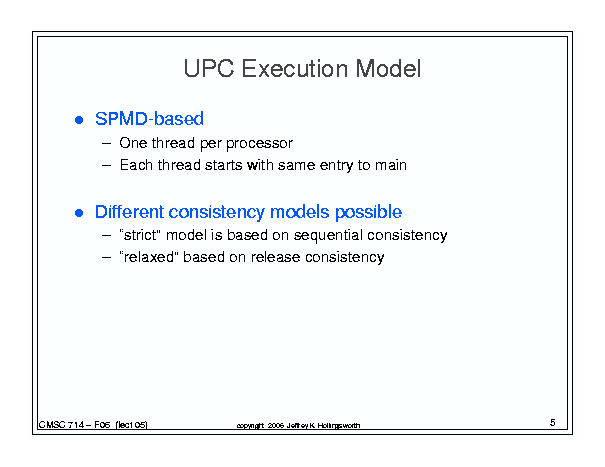 UPC Execution Model
● SPMD-based
– One thread per processor
– Each thread starts with same entry to main
● Different consistency models possible
– "strict" model is based on sequential consistency
– "relaxed" based on release consistency
CMSC 714 – F06 (lect05) copyright 2006 Jeffrey K. Hollingsworth 5